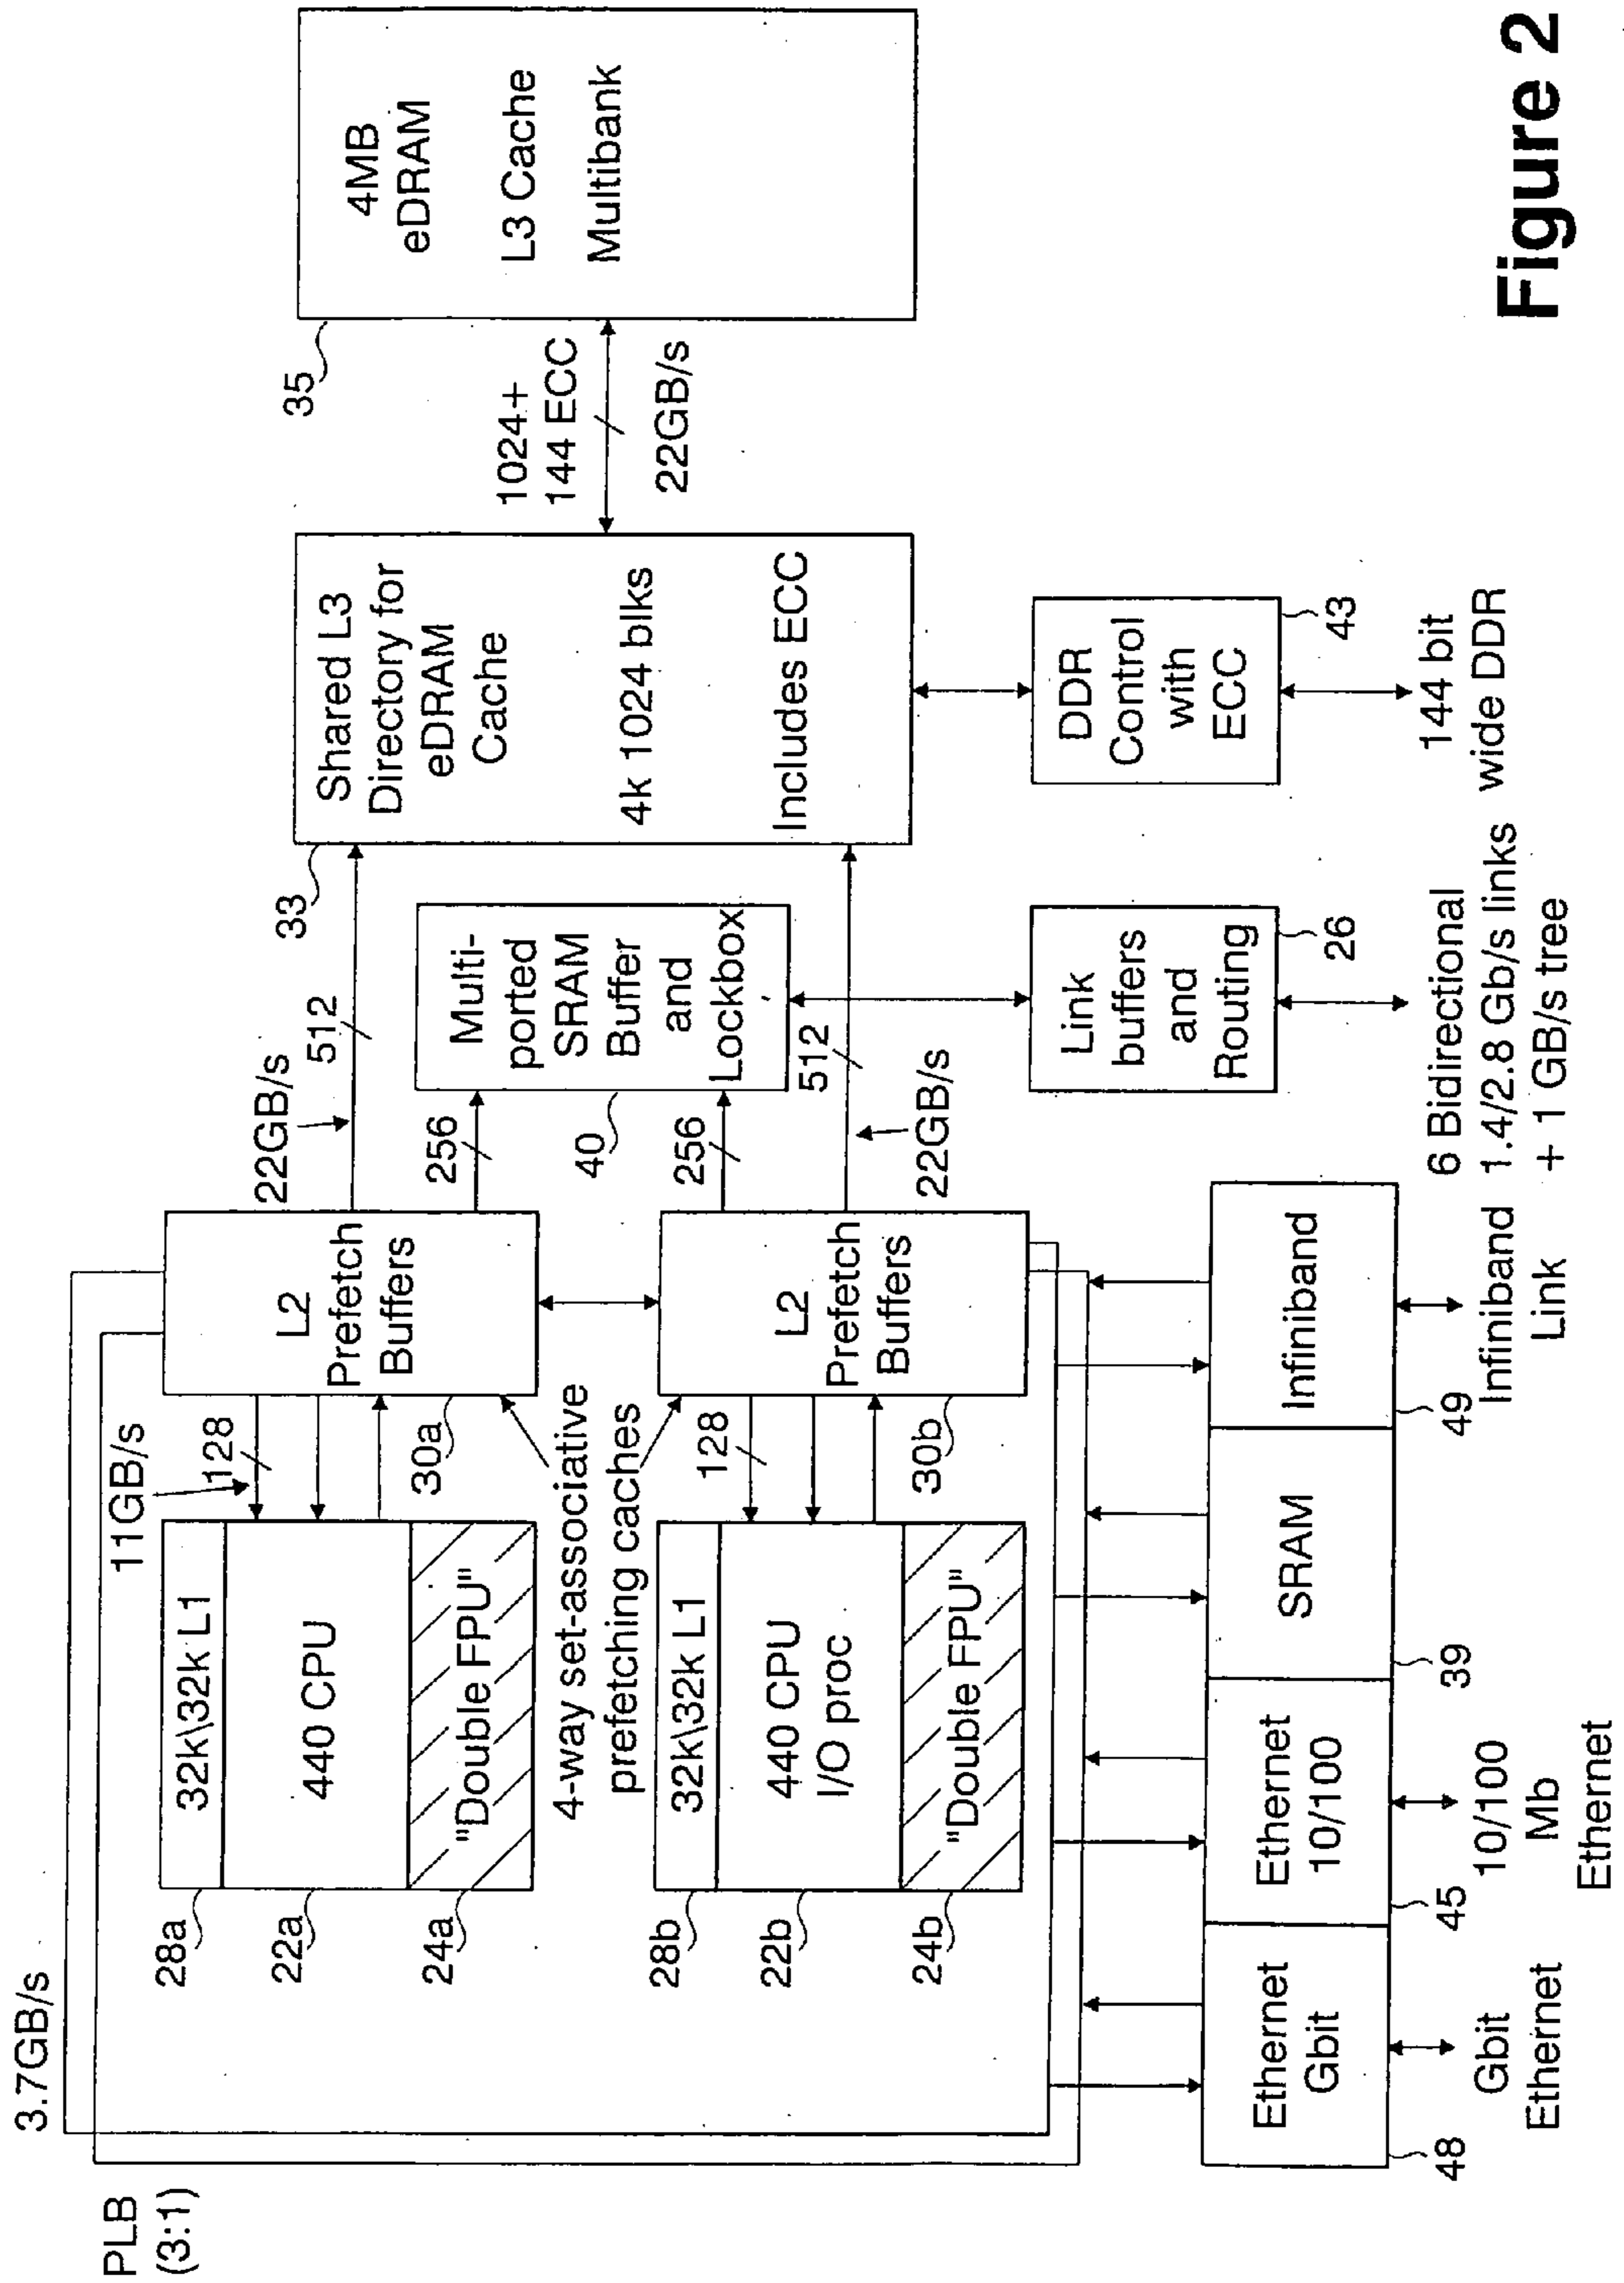 PLB
(3:1)
3.7GB/s
11GB/s
128
32k\32k L1
440 CPU
"Double FPU"
28a
22a
24a
L2
Prefetch
Buffers
30a
4-way set-associative
prefetching caches
32k\32k L1
440 CPU
I/O proc
"Double FPU"
28b
22b
24b
128
L2
Prefetch
Buffers
30b
22GB/s
512
256
Multi-
ported
SRAM
Buffer
and
Lockbox
40
256
512
22GB/s
33
Shared L3
Directory for
eDRAM
Cache
4k 1024 blks
Includes ECC
1024+
144 ECC
22GB/s
35
4MB
eDRAM
L3 Cache
Multibank
Ethernet
Gbit
48
Gbit
Ethernet
Ethernet
10/100
45
10/100
Mb
Ethernet
SRAM
39
Infiniband
49
Infiniband
Link
Link
buffers
and
Routing
26
6 Bidirectional
1.4/2.8 Gb/s links
+ 1 GB/s tree
DDR
Control
with
ECC
43
144 bit
wide DDR
Figure 2